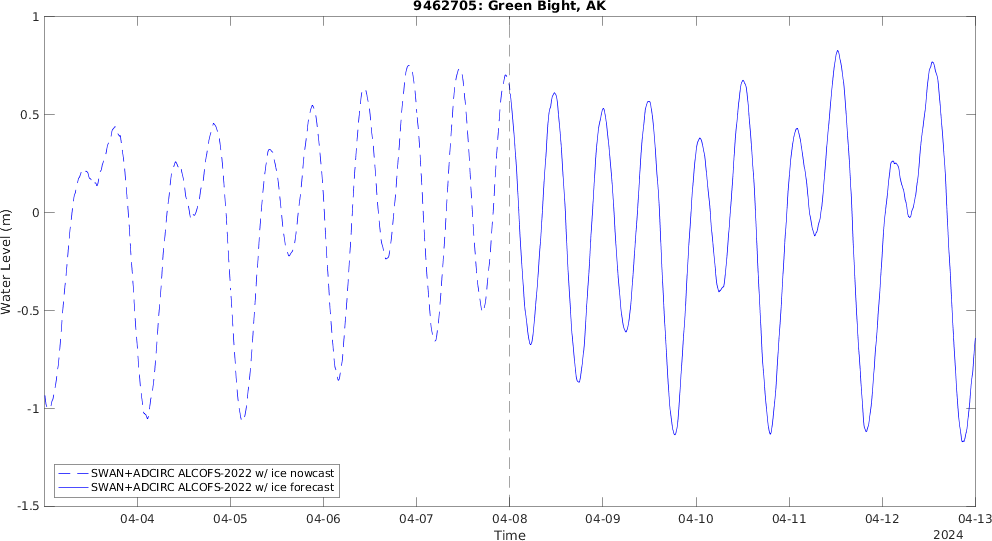 9462705: Green Bight, AK
1
0.5
0
-0.5
-1
-1.5
Water Level (m)
SWAN+ADCIRC ALCOFS-2022 w/ ice nowcast
SWAN+ADCIRC ALCOFS-2022 w/ ice forecast
04-04 04-05 04-06 04-07 04-08 04-09 04-10 04-11 04-12 04-13
Time
2024